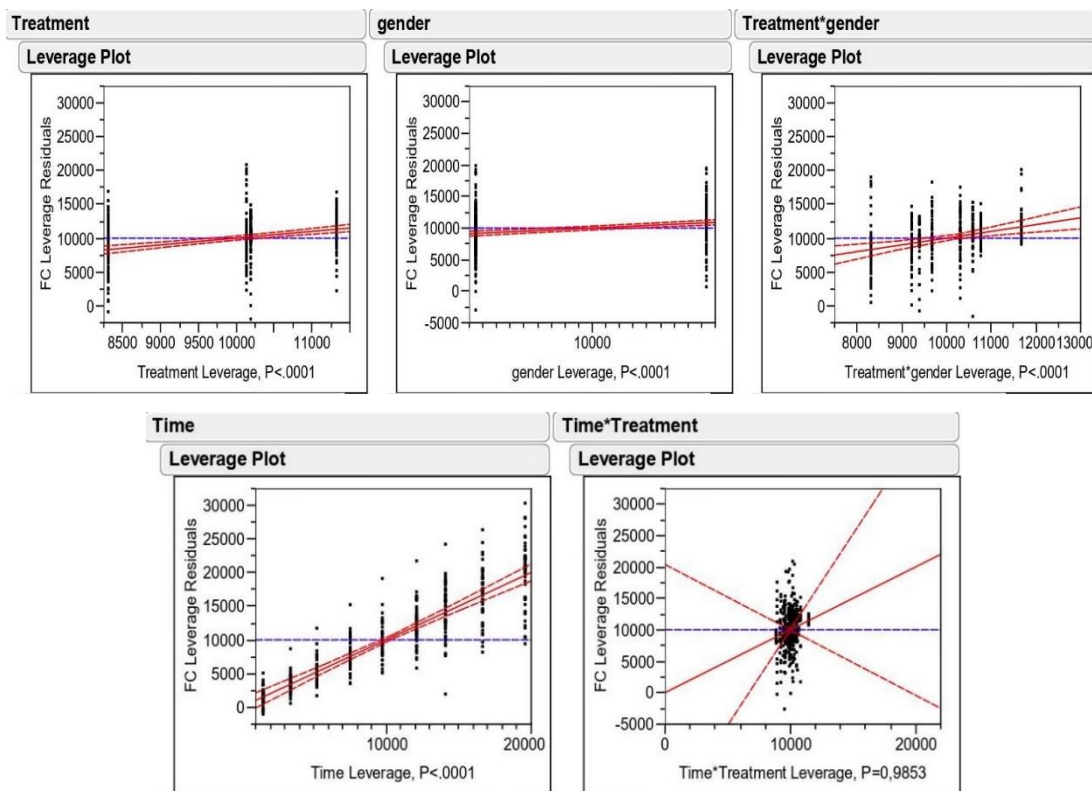 Treatment
Leverage Plot
FC Leverage Residuals
30000
25000
20000
15000
10000
5000
0
8500 9000 9500 10000 11000
Treatment Leverage, P<.0001
gender
Leverage Plot
FC Leverage Residuals
30000
25000
20000
15000
10000
5000
0
-5000
10000
gender Leverage, P<.0001
Treatment*gender
Leverage Plot
FC Leverage Residuals
30000
25000
20000
15000
10000
5000
0
8000 9000 10000 11000 12000 13000
Treatment*gender Leverage, P<.0001
Time
Leverage Plot
FC Leverage Residuals
30000
25000
20000
15000
10000
5000
0
10000 20000
Time Leverage, P<.0001
Time*Treatment
Leverage Plot
FC Leverage Residuals
30000
25000
20000
15000
10000
5000
0
-5000
0 10000 20000
Time*Treatment Leverage, P=0,9853